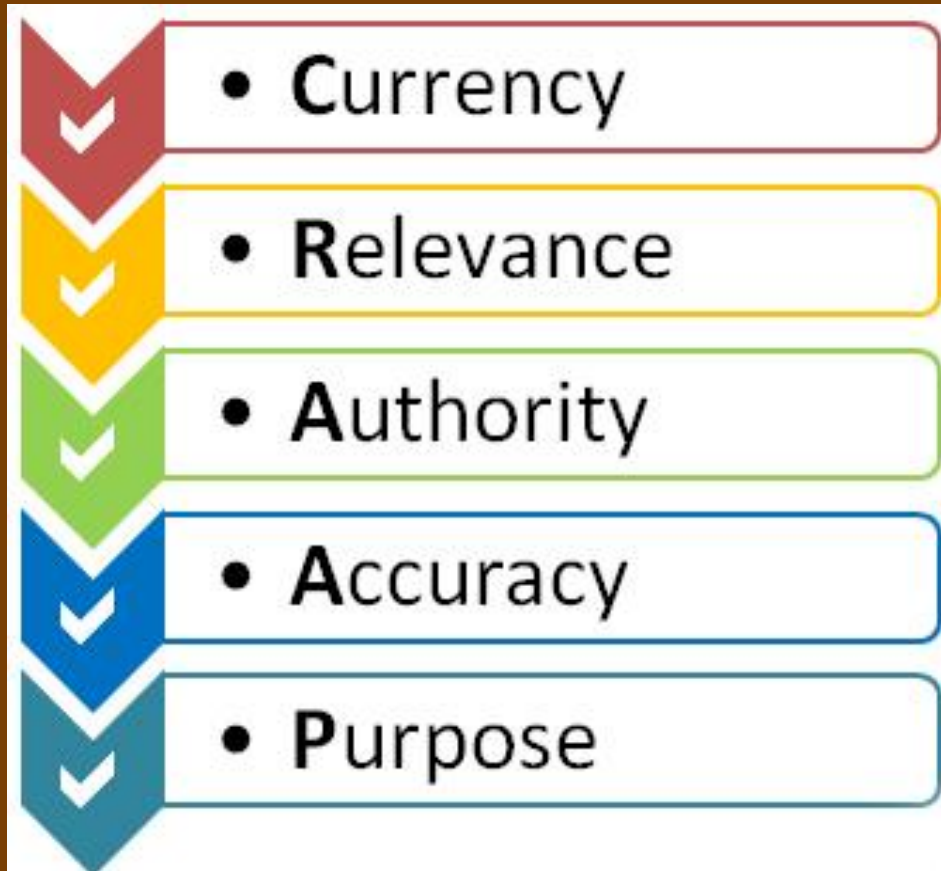 • Currency
• Relevance
• Authority
• Accuracy
• Purpose